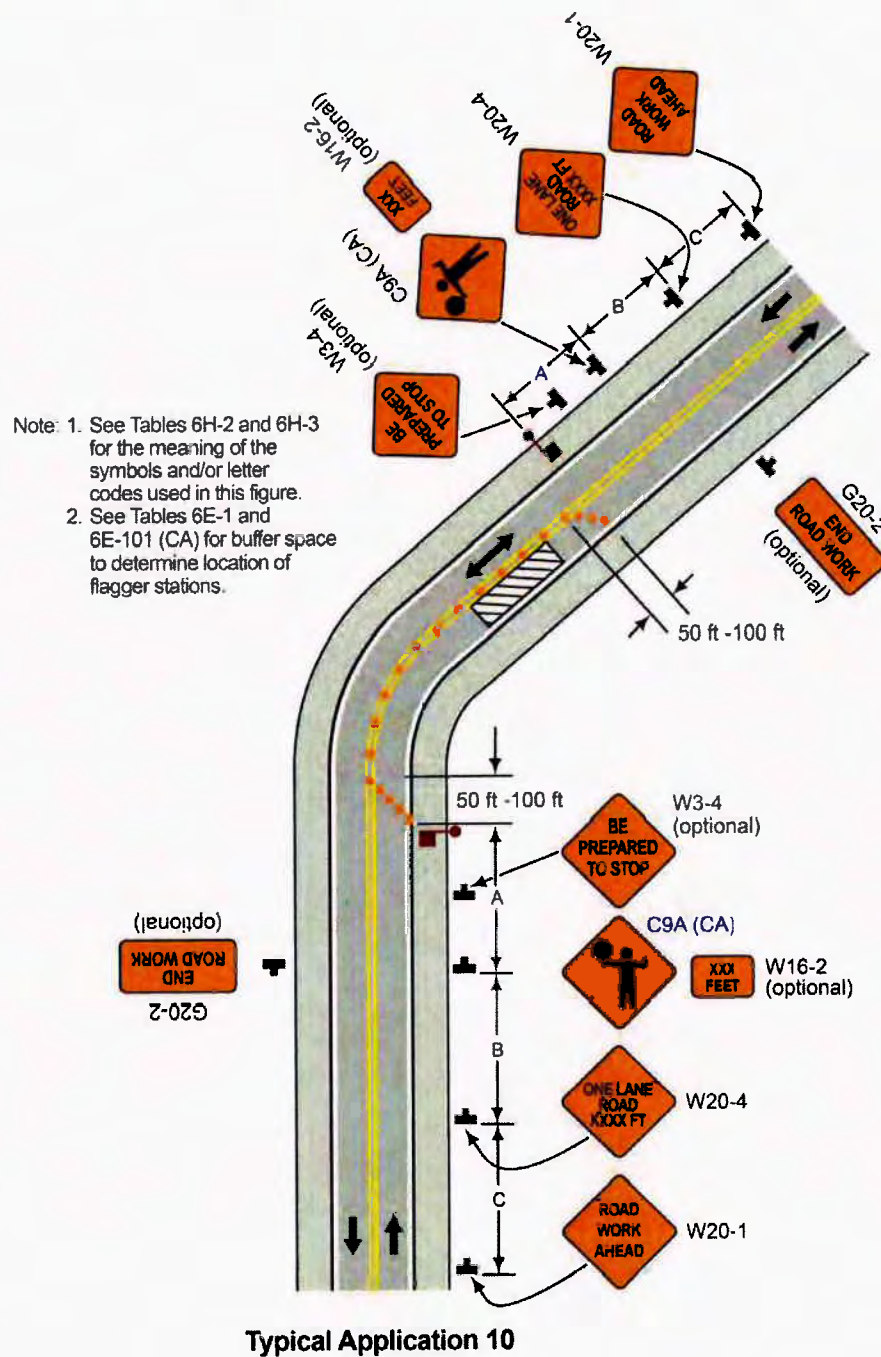 W20-1
ROAD
WORK
AHEAD
W20-4
ONE LANE
ROAD
XXXX FT
W16-2
(optional)
XXX
FEET
C9A (CA)
W3-4
(optional)
BE
PREPARED
TO STOP
C
B
A
Note: 1. See Tables 6H-2 and 6H-3
for the meaning of the
symbols and/or letter
codes used in this figure.
2. See Tables 6E-1 and
6E-101 (CA) for buffer space
to determine location of
flagger stations.
G20-2
END
ROAD WORK
(optional)
50 ft -100 ft
50 ft -100 ft
A
BE
PREPARED
TO STOP
W3-4
(optional)
C9A (CA)
XXX
FEET
W16-2
(optional)
(optional)
END
ROAD WORK
G20-2
B
ONE LANE
ROAD
XXXX FT
W20-4
C
ROAD
WORK
AHEAD
W20-1
Typical Application 10